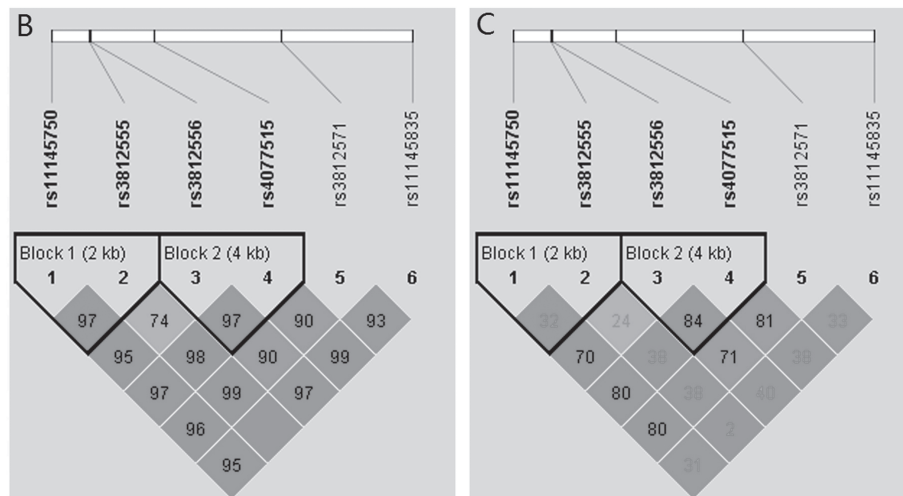 B
rs11145750 rs3812555 rs3812556 rs4077515 rs3812571 rs11145835
Block 1 (2 kb) Block 2 (4 kb)
1 2 3 4 5 6
97 74 97 90 93
95 98 90 99
97 99 97
96
95
C
rs11145750 rs3812555 rs3812556 rs4077515 rs3812571 rs11145835
Block 1 (2 kb) Block 2 (4 kb)
1 2 3 4 5 6
32 24 84 81 33
70 38 71 38
80 38 40
80 2
31